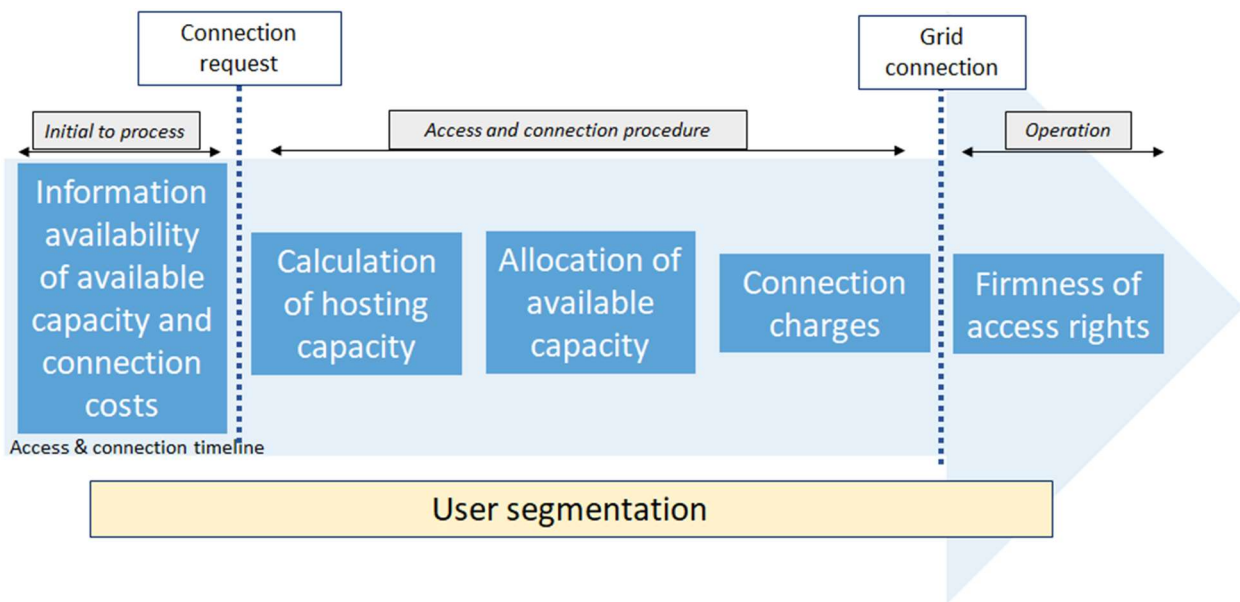 Connection
request
Grid
connection
Initial to process
Access and connection procedure
Operation
Information
availability
of available
capacity and
connection
costs
Calculation
of hosting
capacity
Allocation of
available
capacity
Connection
charges
Firmness of
access rights
Access & connection timeline
User segmentation